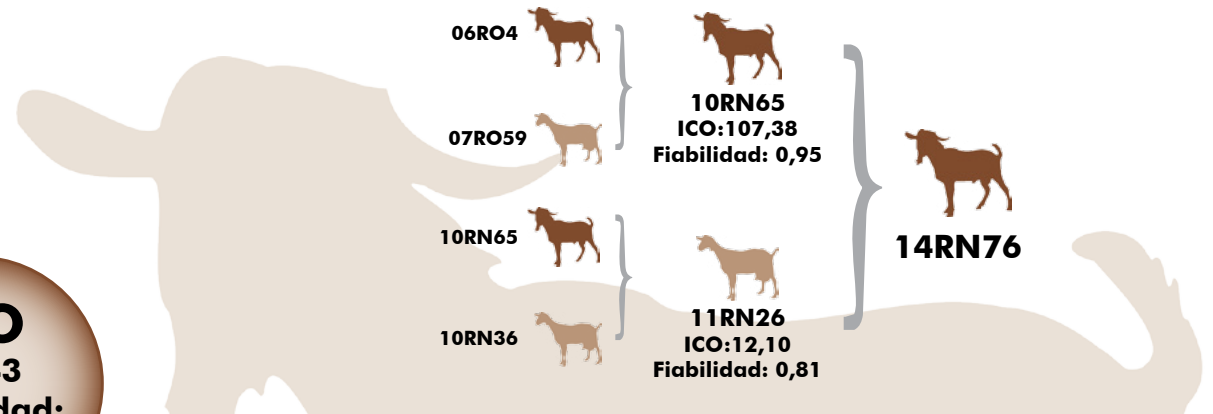 06RO4
07RO59
10RN65
ICO:107,38
Fiabilidad: 0,95
10RN65
10RN36
11RN26
ICO:12,10
Fiabilidad: 0,81
14RN76